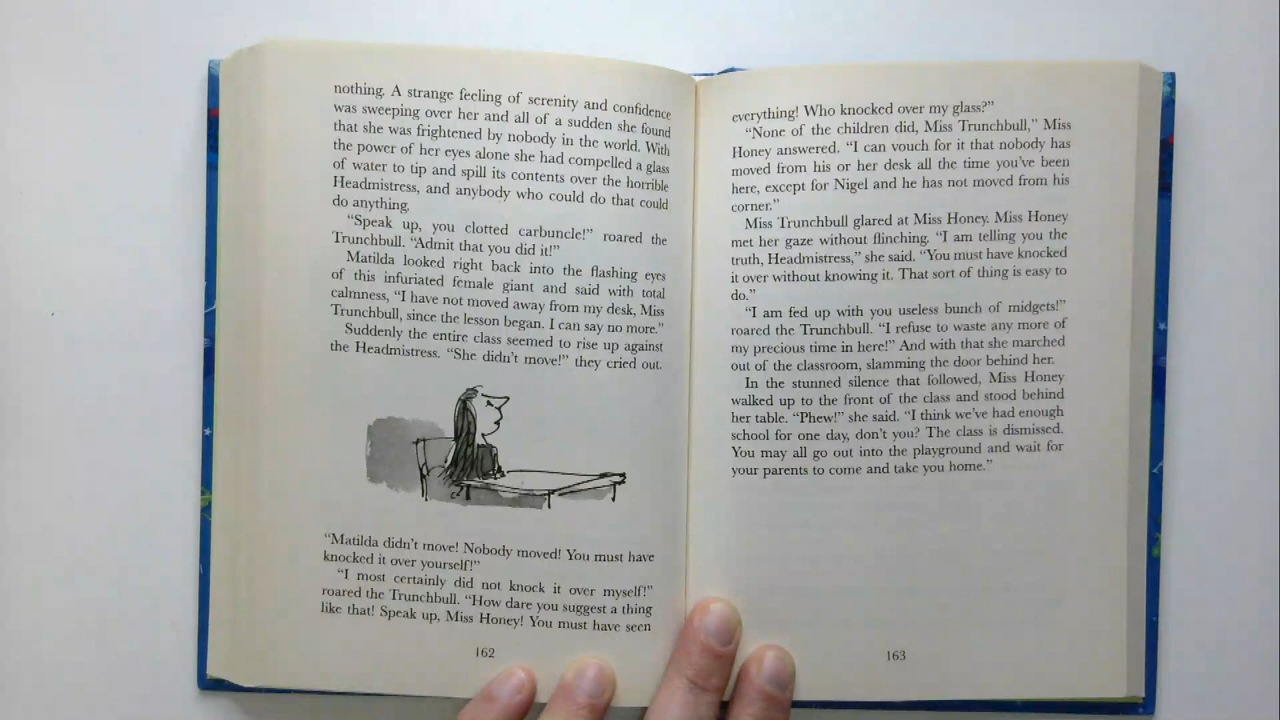 nothing. A strange feeling of serenity and confidence
was sweeping over her and all of a sudden she found
that she was frightened by nobody in the world. With
the power of her eyes alone she had compelled a glass
of water to tip and spill its contents over the horrible
Headmistress, and anybody who could do that could
do anything.
“Speak up, you clotted carbuncle!” roared the
Trunchbull. “Admit that you did it!”
Matilda looked right back into the flashing eyes
of this infuriated female giant and said with total
calmness, “I have not moved away from my desk, Miss
Trunchbull, since the lesson began. I can say no more.”
Suddenly the entire class seemed to rise up against
the Headmistress. “She didn’t move!” they cried out.
“Matilda didn’t move! Nobody moved! You must have
knocked it over yourself!”
“I most certainly did not knock it over myself!”
roared the Trunchbull. “How dare you suggest a thing
like that! Speak up, Miss Honey! You must have seen
162
everything! Who knocked over my glass?”
“None of the children did, Miss Trunchbull,” Miss
Honey answered. “I can vouch for it that nobody has
moved from his or her desk all the time you’ve been
here, except for Nigel and he has not moved from his
corner.”
Miss Trunchbull glared at Miss Honey. Miss Honey
met her gaze without flinching. “I am telling you the
truth, Headmistress,” she said. “You must have knocked
it over without knowing it. That sort of thing is easy to
do.”
“I am fed up with you useless bunch of midgets!”
roared the Trunchbull. “I refuse to waste any more of
my precious time in here!” And with that she marched
out of the classroom, slamming the door behind her.
In the stunned silence that followed, Miss Honey
walked up to the front of the class and stood behind
her table. “Phew!” she said. “I think we’ve had enough
school for one day, don’t you? The class is dismissed.
You may all go out into the playground and wait for
your parents to come and take you home.”
163